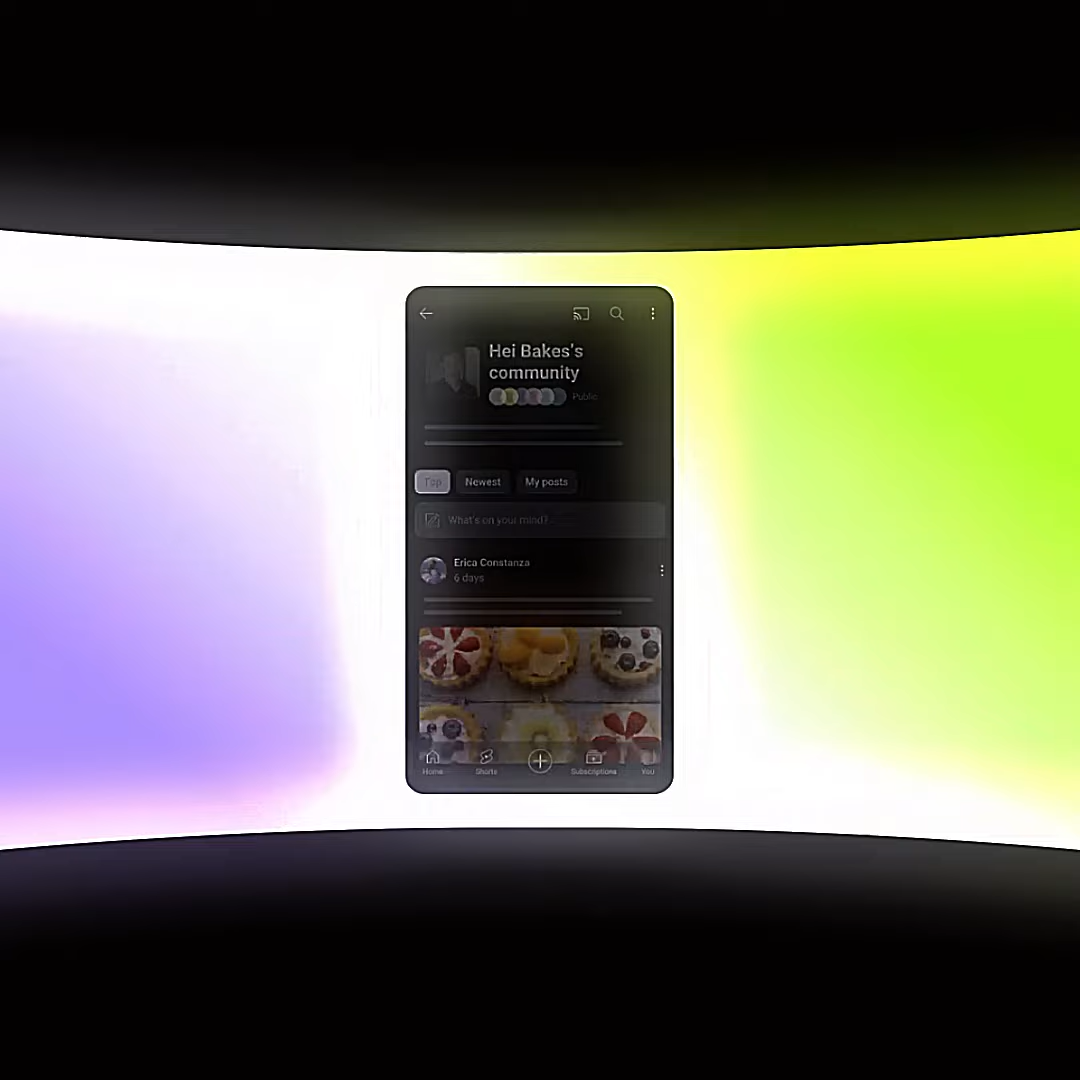 Hei Bakes's
community
Public
Top Newest My posts
What's on your mind?
Erica Constanza
6 days
Home Shorts Subscriptions You